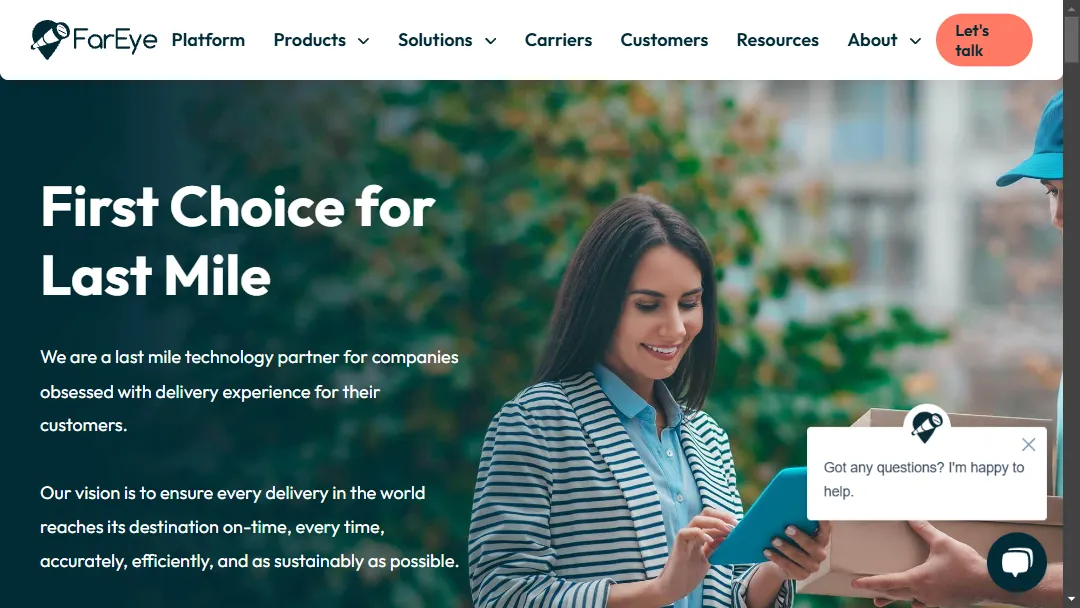 FarEye Platform Products Solutions Carriers Customers Resources About Let's talk
First Choice for
Last Mile
We are a last mile technology partner for companies
obsessed with delivery experience for their
customers.
Our vision is to ensure every delivery in the world
reaches its destination on-time, every time,
accurately, efficiently, and as sustainably as possible.
Got any questions? I'm happy to
help.